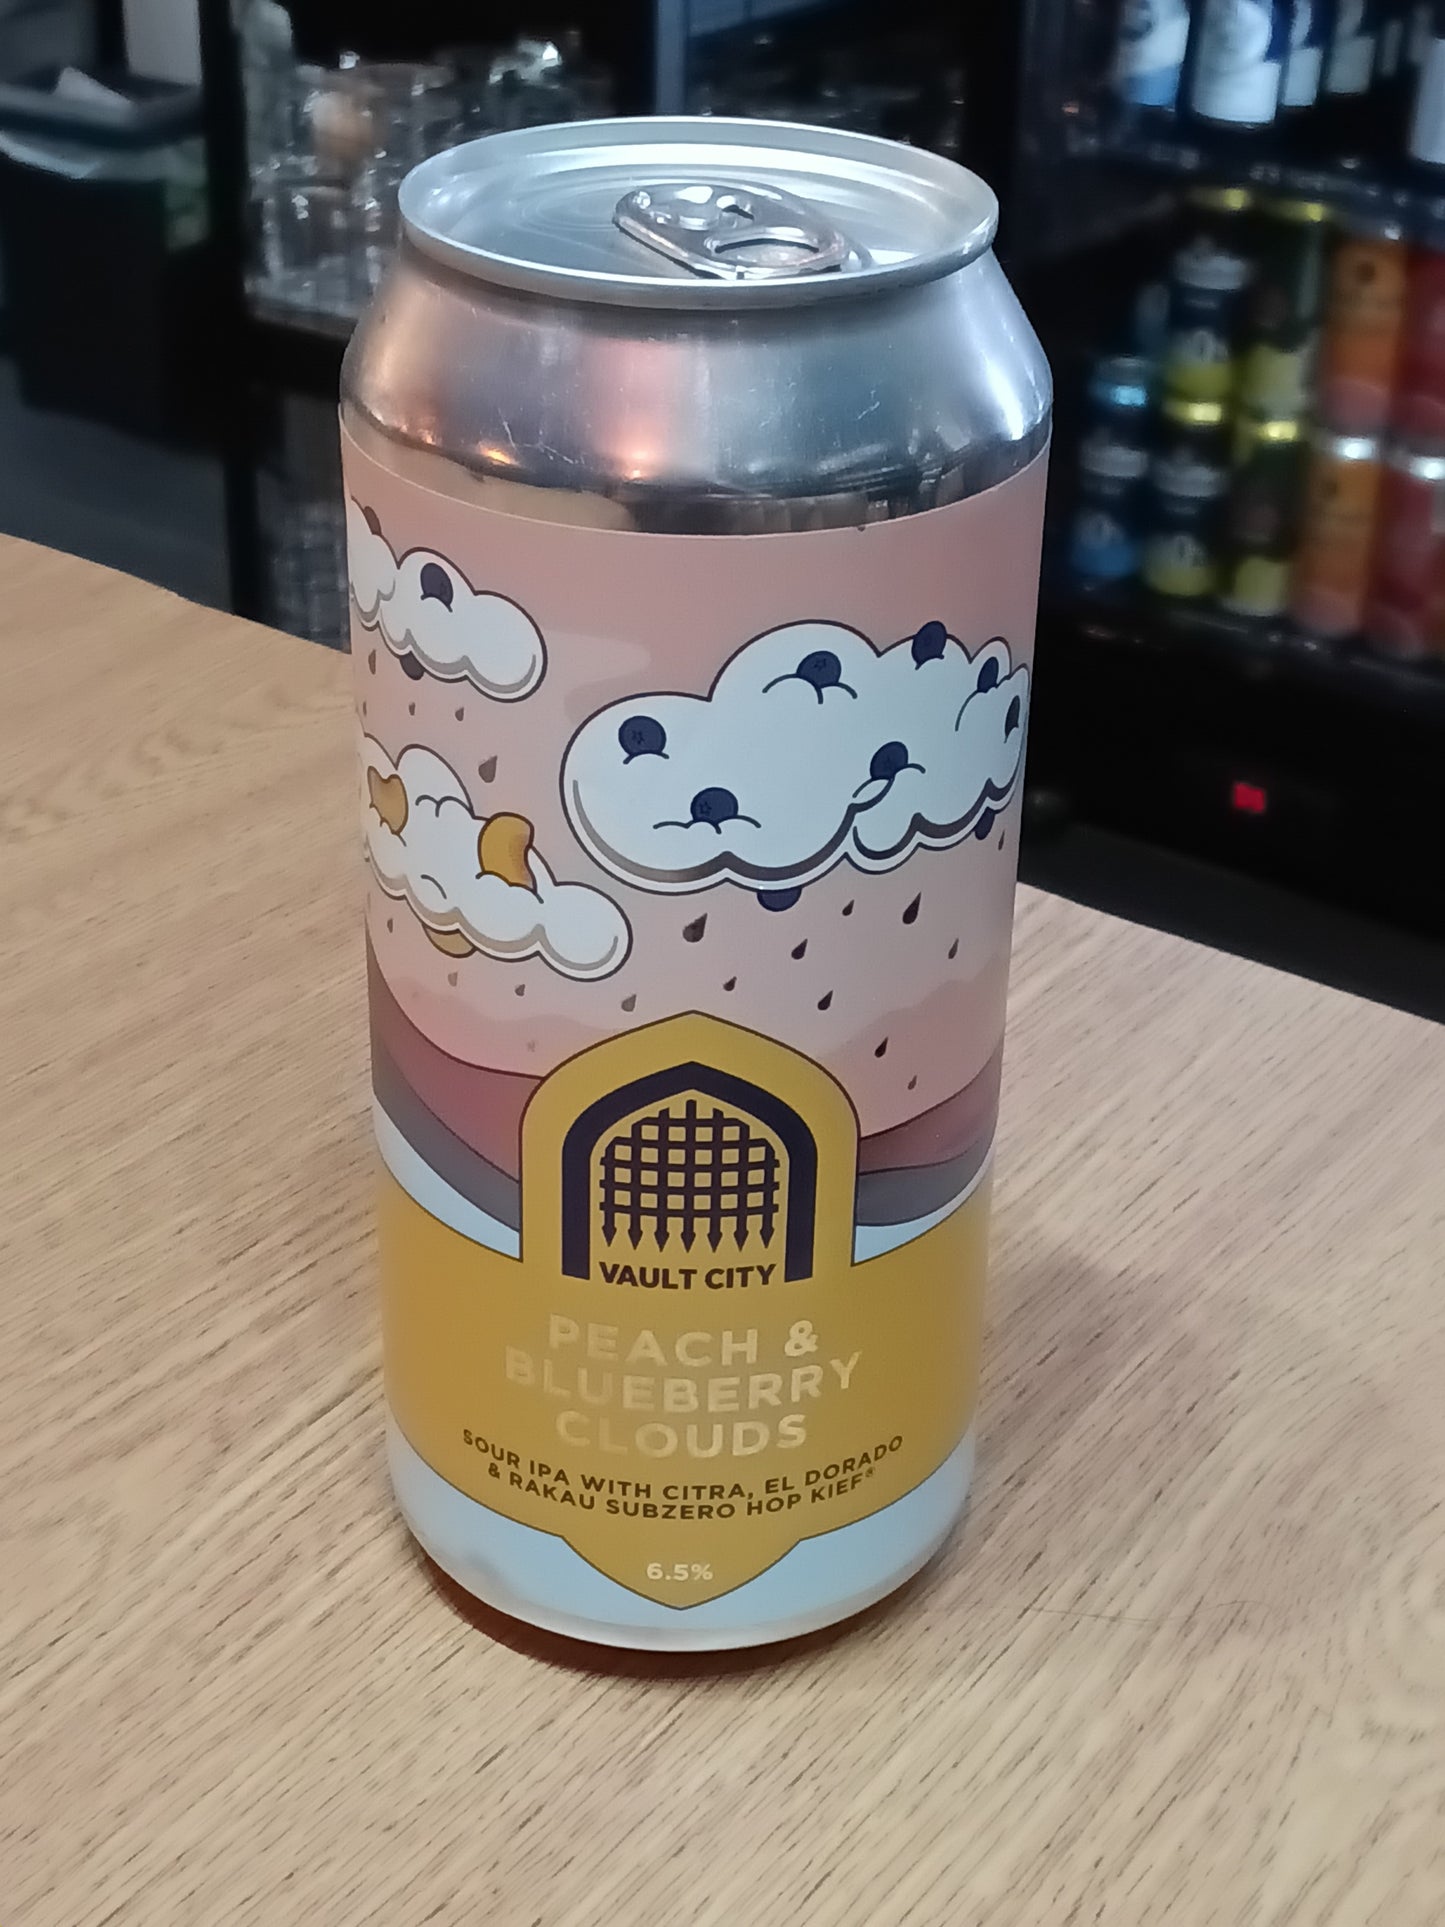 VAULT CITY
PEACH &
BLUEBERRY
CLOUDS
SOUR IPA WITH CITRA, EL DORADO
& RAKAU SUBZERO HOP KIEF®
6.5%